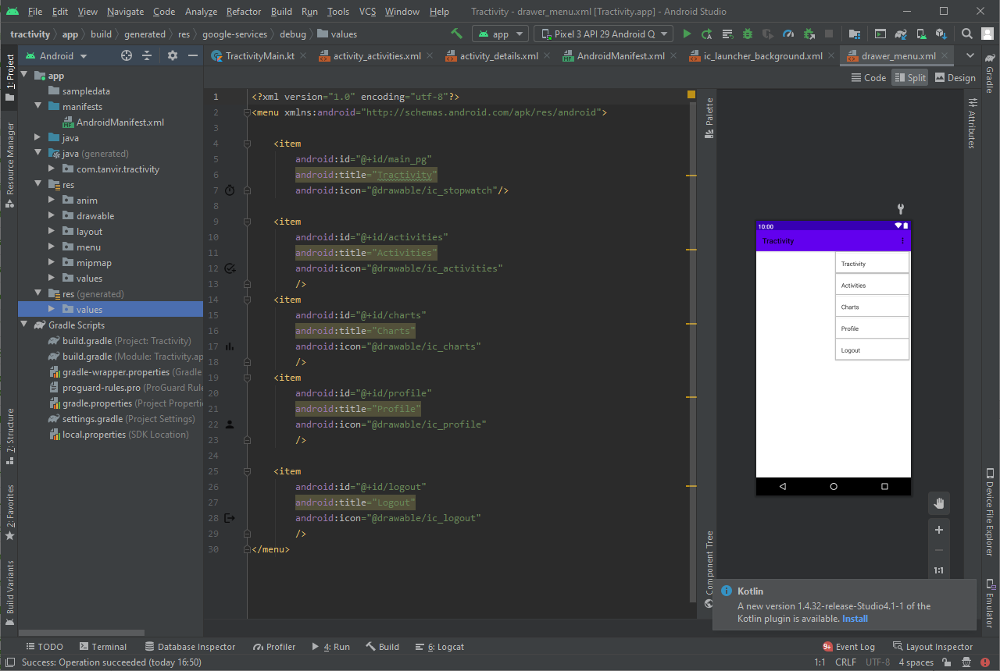 File Edit View Navigate Code Analyze Refactor Build Run Tools VCS Window Help Tractivity - drawer_menu.xml [Tractivity.app] - Android Studio
tractivity app build generated res google-services debug values app Pixel 3 API 29 Android Q
Android TractivityMain.kt activity_activities.xml activity_details.xml AndroidManifest.xml ic_launcher_background.xml drawer_menu.xml
Code Split Design
1: Project
Resource Manager
7: Structure
2: Favorites
Build Variants
app
sampledata
manifests
AndroidManifest.xml
java
java (generated)
com.tanvir.tractivity
res
anim
drawable
layout
menu
mipmap
values
res (generated)
values
Gradle Scripts
build.gradle (Project: Tractivity)
build.gradle (Module: Tractivity.ap
gradle-wrapper.properties (Gradle
proguard-rules.pro (ProGuard Rule
gradle.properties (Project Properti
settings.gradle (Project Settings)
local.properties (SDK Location)
1 <?xml version="1.0" encoding="utf-8"?>
2 <menu xmlns:android="http://schemas.android.com/apk/res/android">
3
4 <item
5 android:id="@+id/main_pg"
6 android:title="Tractivity"
7 android:icon="@drawable/ic_stopwatch"/>
8
9 <item
10 android:id="@+id/activities"
11 android:title="Activities"
12 android:icon="@drawable/ic_activities"
13 />
14 <item
15 android:id="@+id/charts"
16 android:title="Charts"
17 android:icon="@drawable/ic_charts"
18 />
19 <item
20 android:id="@+id/profile"
21 android:title="Profile"
22 android:icon="@drawable/ic_profile"
23 />
24
25 <item
26 android:id="@+id/logout"
27 android:title="Logout"
28 android:icon="@drawable/ic_logout"
29 />
30 </menu>
Palette
Component Tree
10:00
Tractivity
Tractivity
Activities
Charts
Profile
Logout
1:1
Attributes
Gradle
Device File Explorer
Emulator
Kotlin
A new version 1.4.32-release-Studio4.1-1 of the
Kotlin plugin is available. Install
TODO Terminal Database Inspector Profiler 4: Run Build 6: Logcat 9+ Event Log Layout Inspector
Success: Operation succeeded (today 16:50) 1:1 CRLF UTF-8 4 spaces